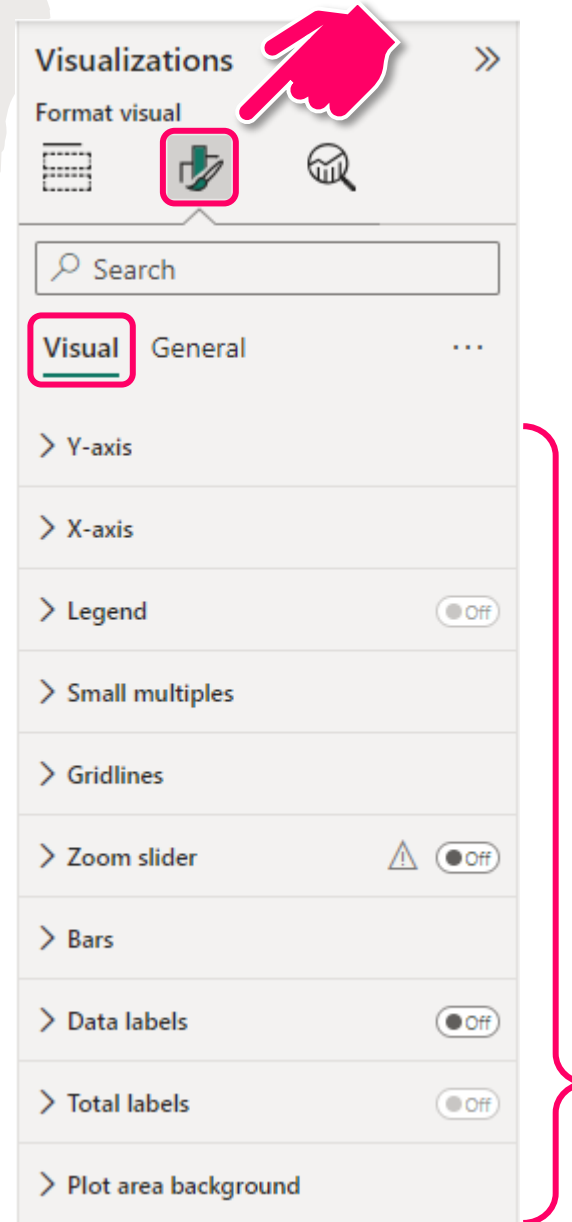 Visualizations
Format visual
Search
Visual General
Y-axis
X-axis
Legend Off
Small multiples
Gridlines
Zoom slider Off
Bars
Data labels Off
Total labels Off
Plot area background